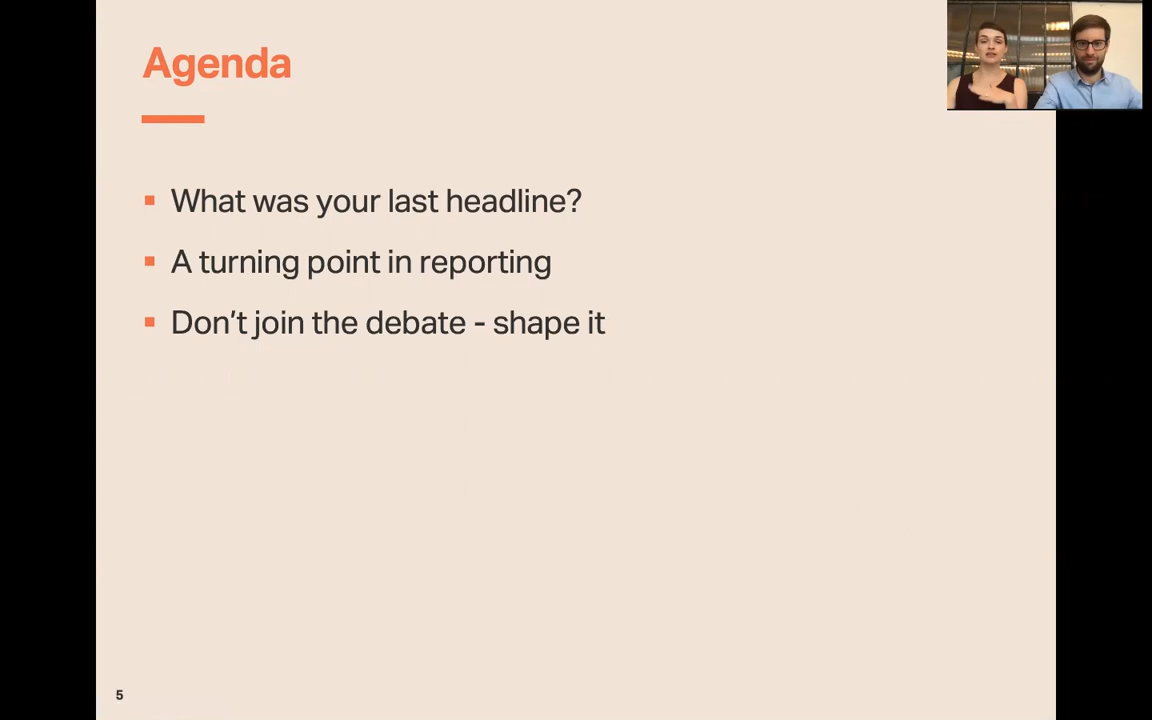 Agenda
What was your last headline?
A turning point in reporting
Don’t join the debate - shape it
5